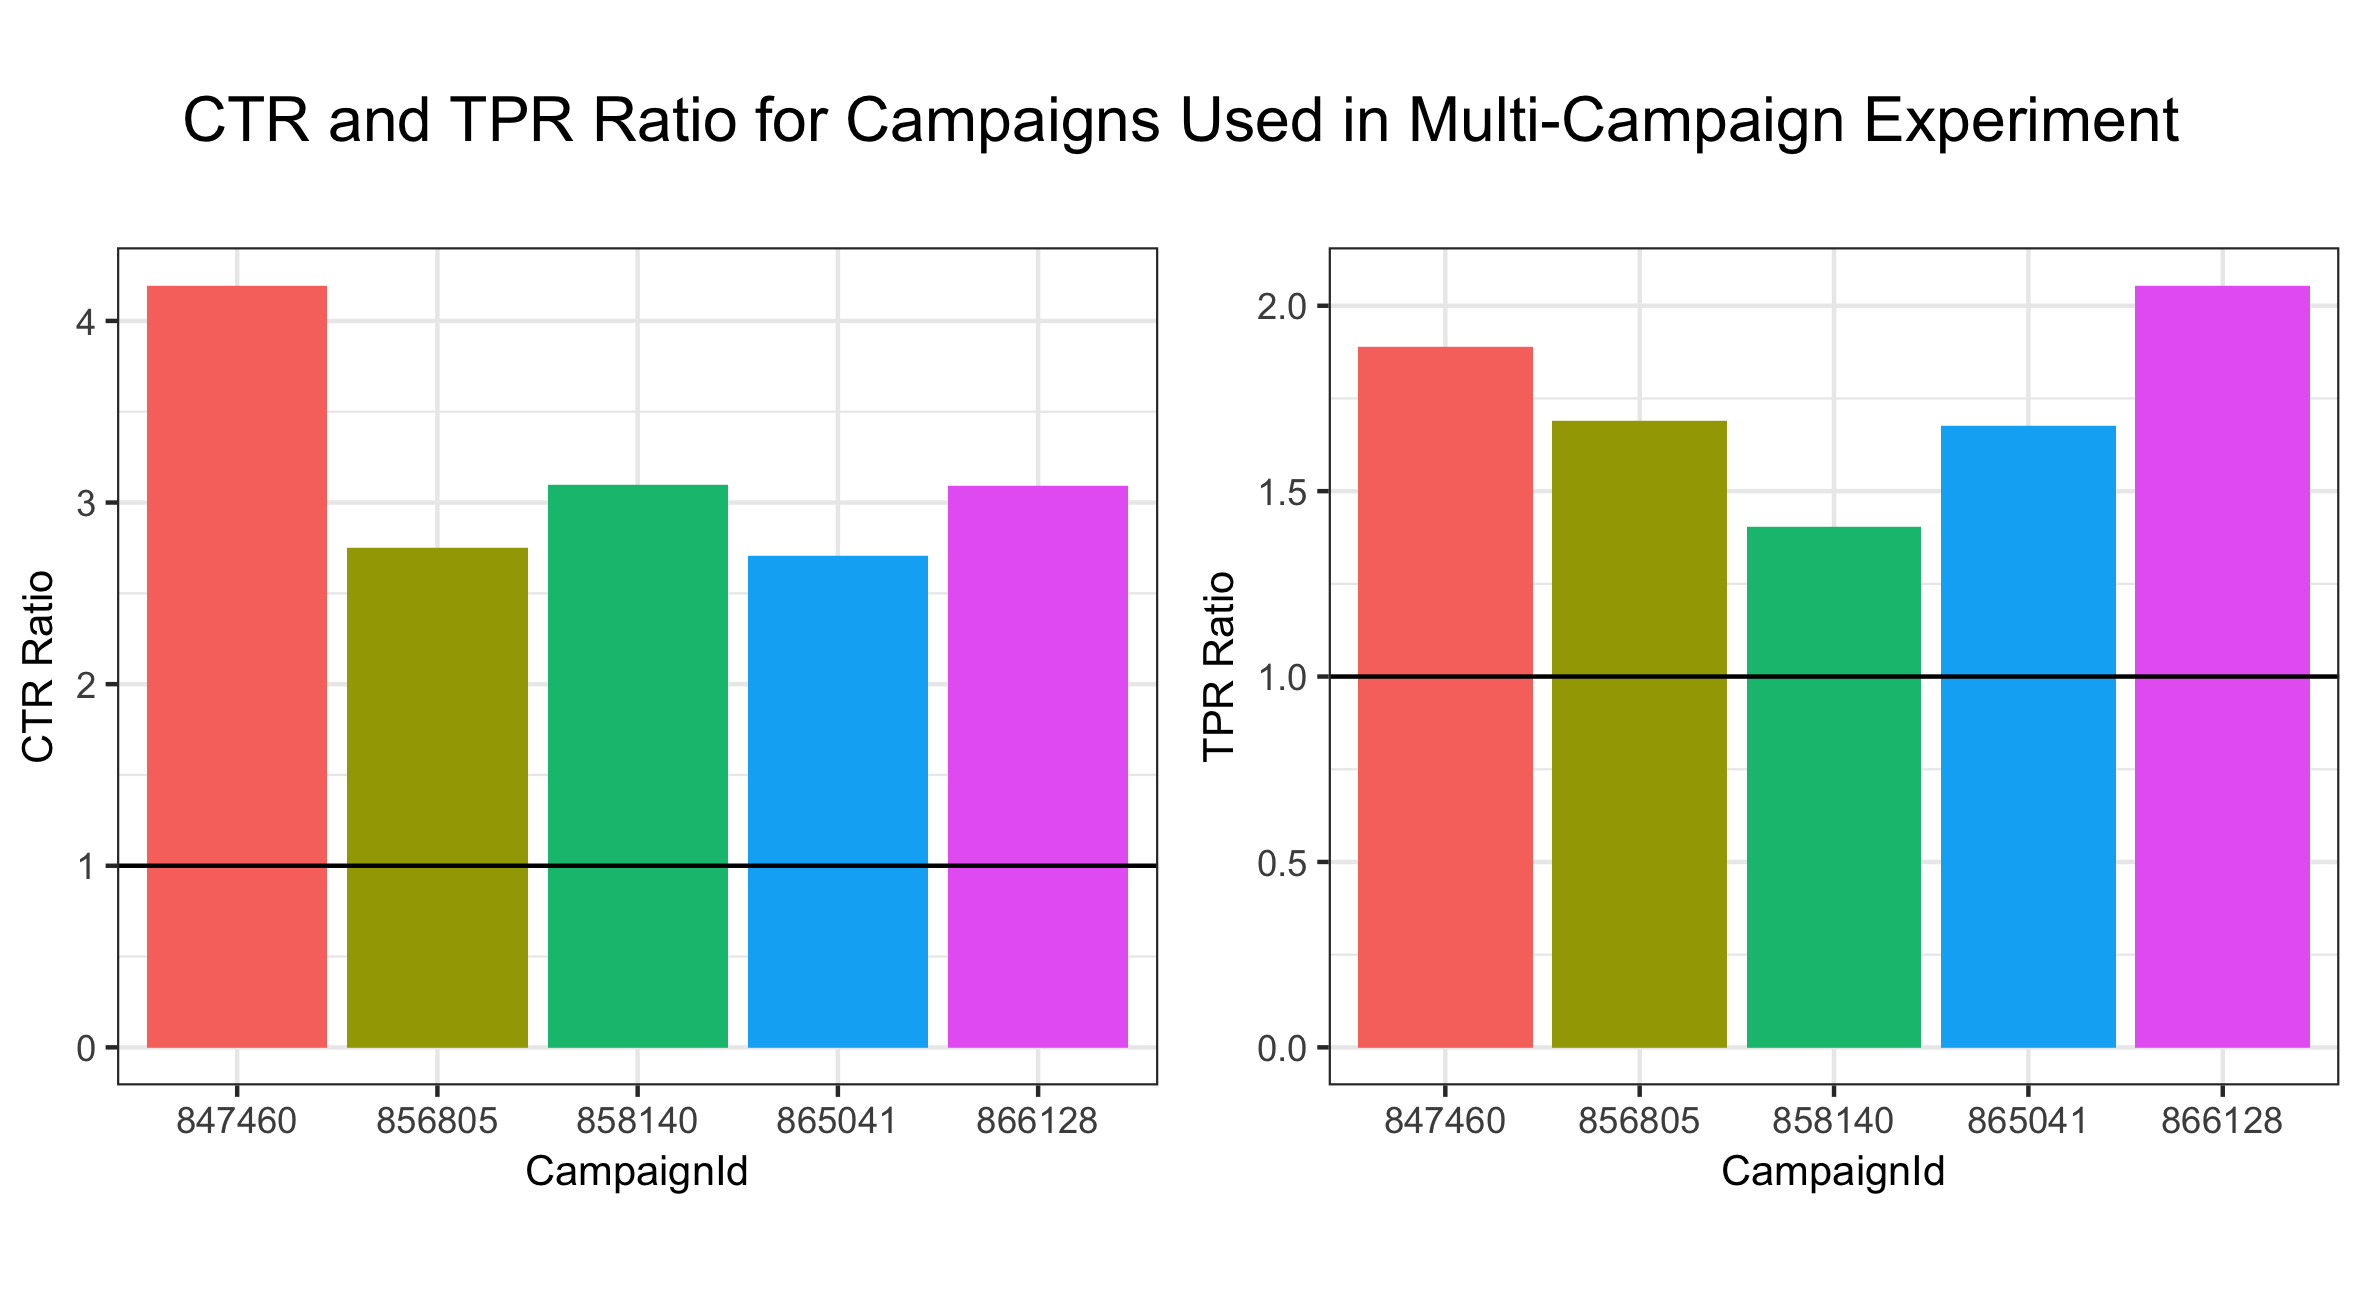 CTR and TPR Ratio for Campaigns Used in Multi-Campaign Experiment
CTR Ratio
4
3
2
1
0
847460 856805 858140 865041 866128
CampaignId
TPR Ratio
2.0
1.5
1.0
0.5
0.0
847460 856805 858140 865041 866128
CampaignId